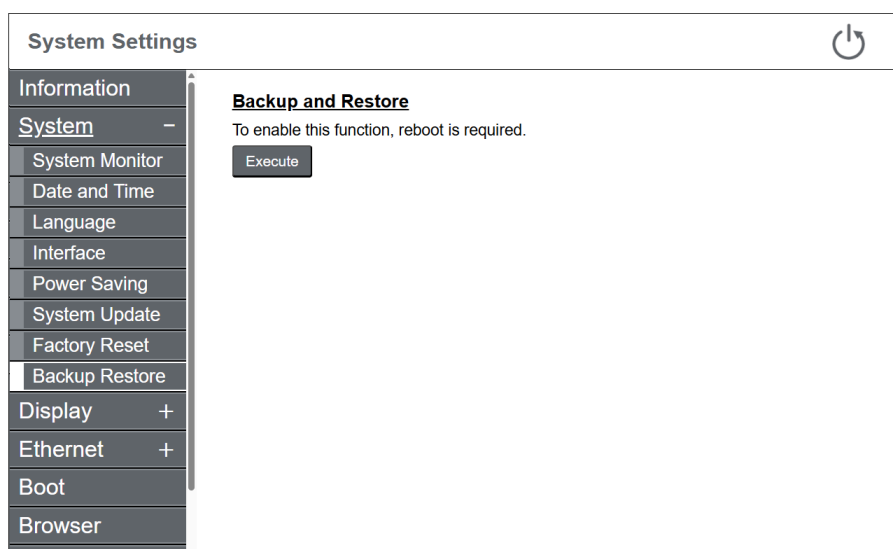 System Settings
Information
System −
System Monitor
Date and Time
Language
Interface
Power Saving
System Update
Factory Reset
Backup Restore
Display +
Ethernet +
Boot
Browser
Backup and Restore
To enable this function, reboot is required.
Execute